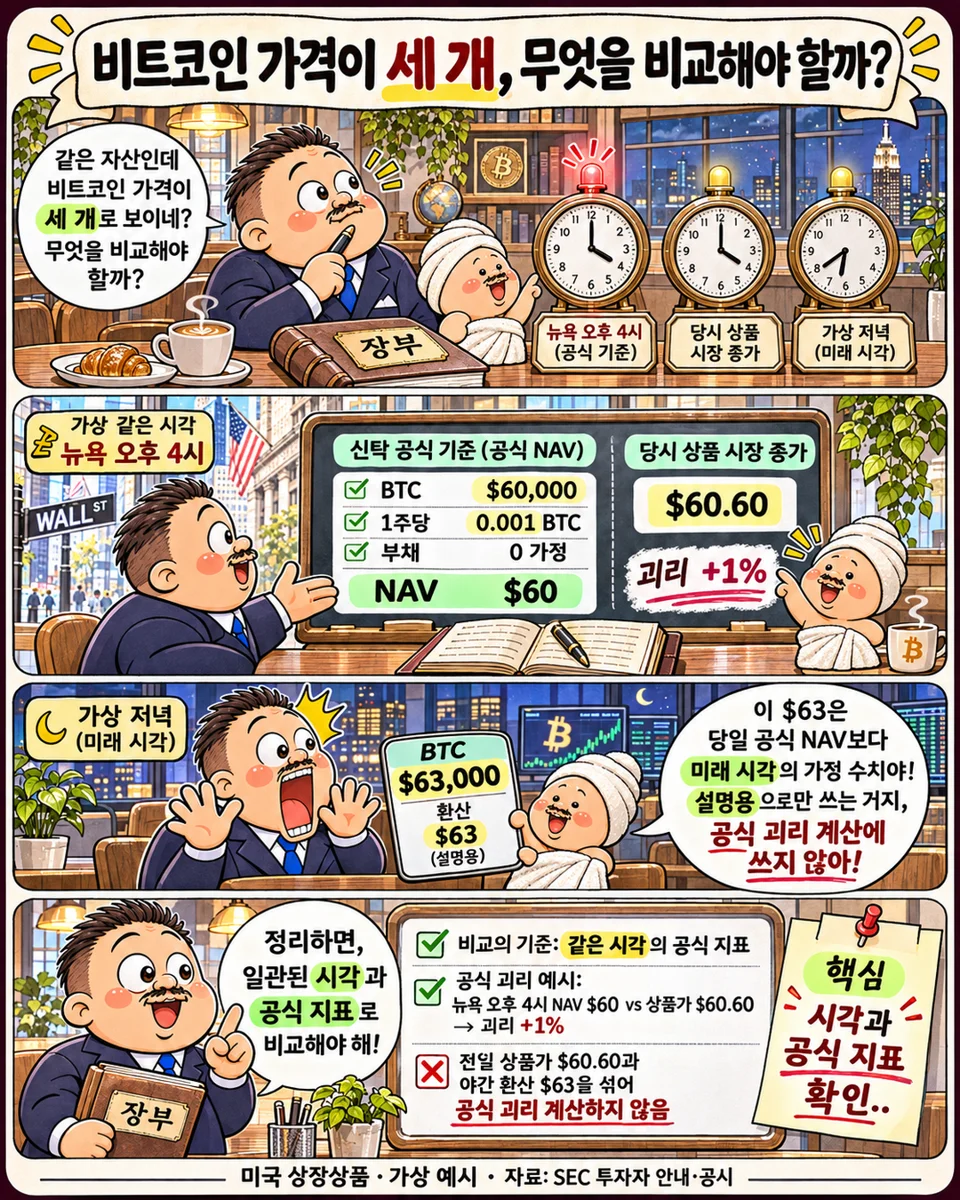 비트코인 가격이 세 개, 무엇을 비교해야 할까?
같은 자산인데
비트코인 가격이
세 개로 보이네?
무엇을 비교해야
할까?
장부
뉴욕 오후 4시
(공식 기준)
당시 상품
시장 종가
가상 저녁
(미래 시각)
가상 같은 시각
뉴욕 오후 4시
WALL ST
신탁 공식 기준 (공식 NAV)
BTC $60,000
1주당 0.001 BTC
부채 0 가정
NAV $60
당시 상품 시장 종가
$60.60
괴리 +1%
가상 저녁
(미래 시각)
BTC
$63,000
환산
$63
(설명용)
이 $63은
당일 공식 NAV보다
미래 시각의 가정 수치야!
설명용으로만 쓰는 거지,
공식 괴리 계산에
쓰지 않아!
정리하면,
일관된 시각과
공식 지표로
비교해야 해!
장부
비교의 기준: 같은 시각의 공식 지표
공식 괴리 예시:
뉴욕 오후 4시 NAV $60 vs 상품가 $60.60
→ 괴리 +1%
전일 상품가 $60.60과
야간 환산 $63을 섞어
공식 괴리 계산하지 않음
핵심
시각과
공식 지표
확인..
미국 상장상품 · 가상 예시 · 자료: SEC 투자자 안내·공시